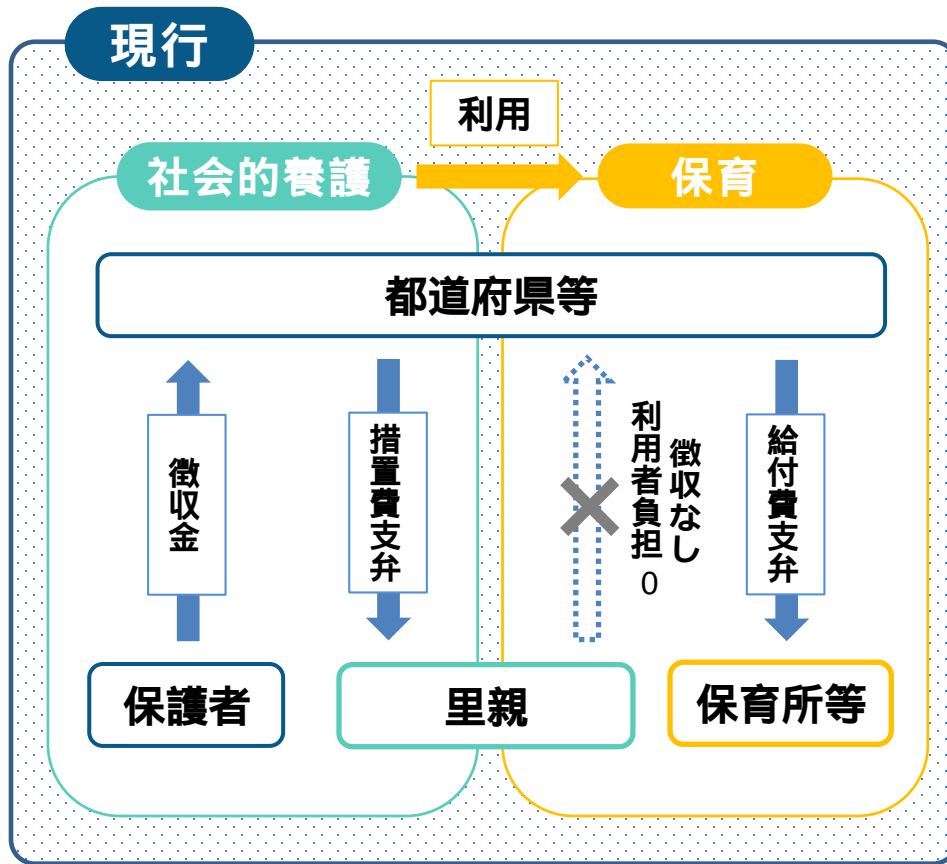 現行
利用
社会的養護
保育
都道府県等
徴収金
措置費支弁
徴収なし
利用者負担0
給付費支弁
保護者
里親
保育所等